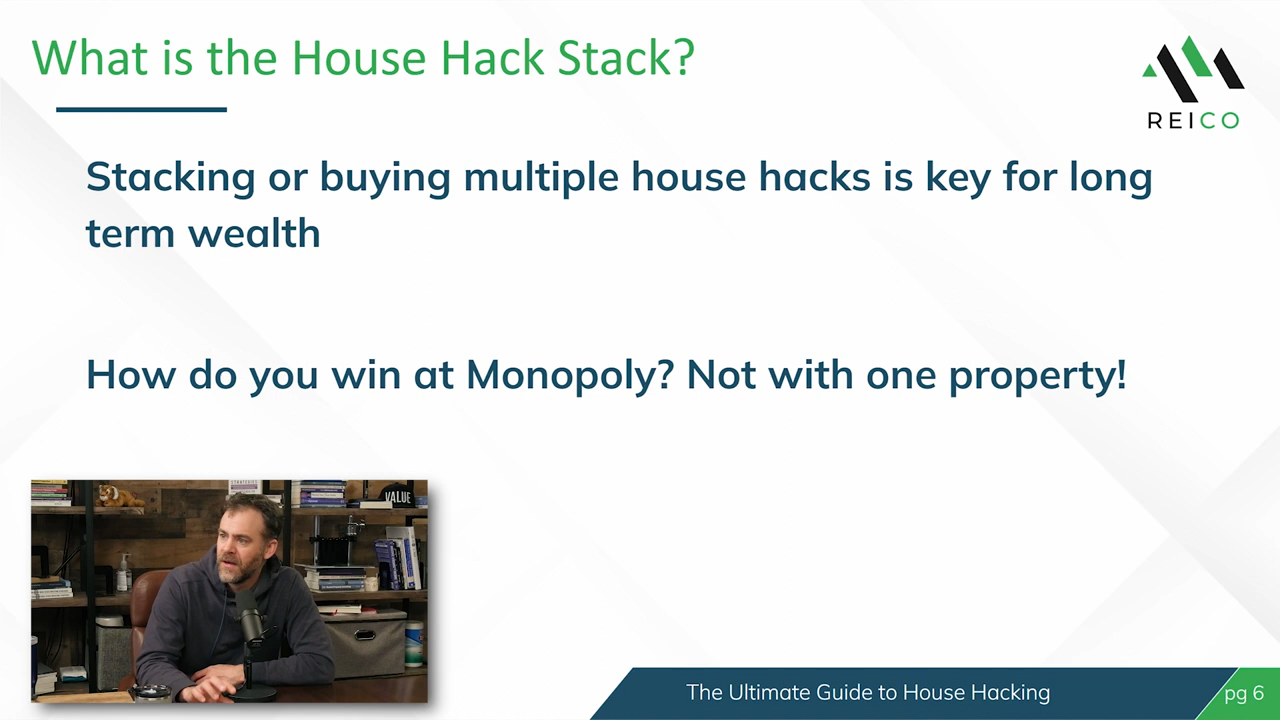 What is the House Hack Stack?
REICO
Stacking or buying multiple house hacks is key for long
term wealth
How do you win at Monopoly? Not with one property!
VALUE
The Ultimate Guide to House Hacking
pg 6